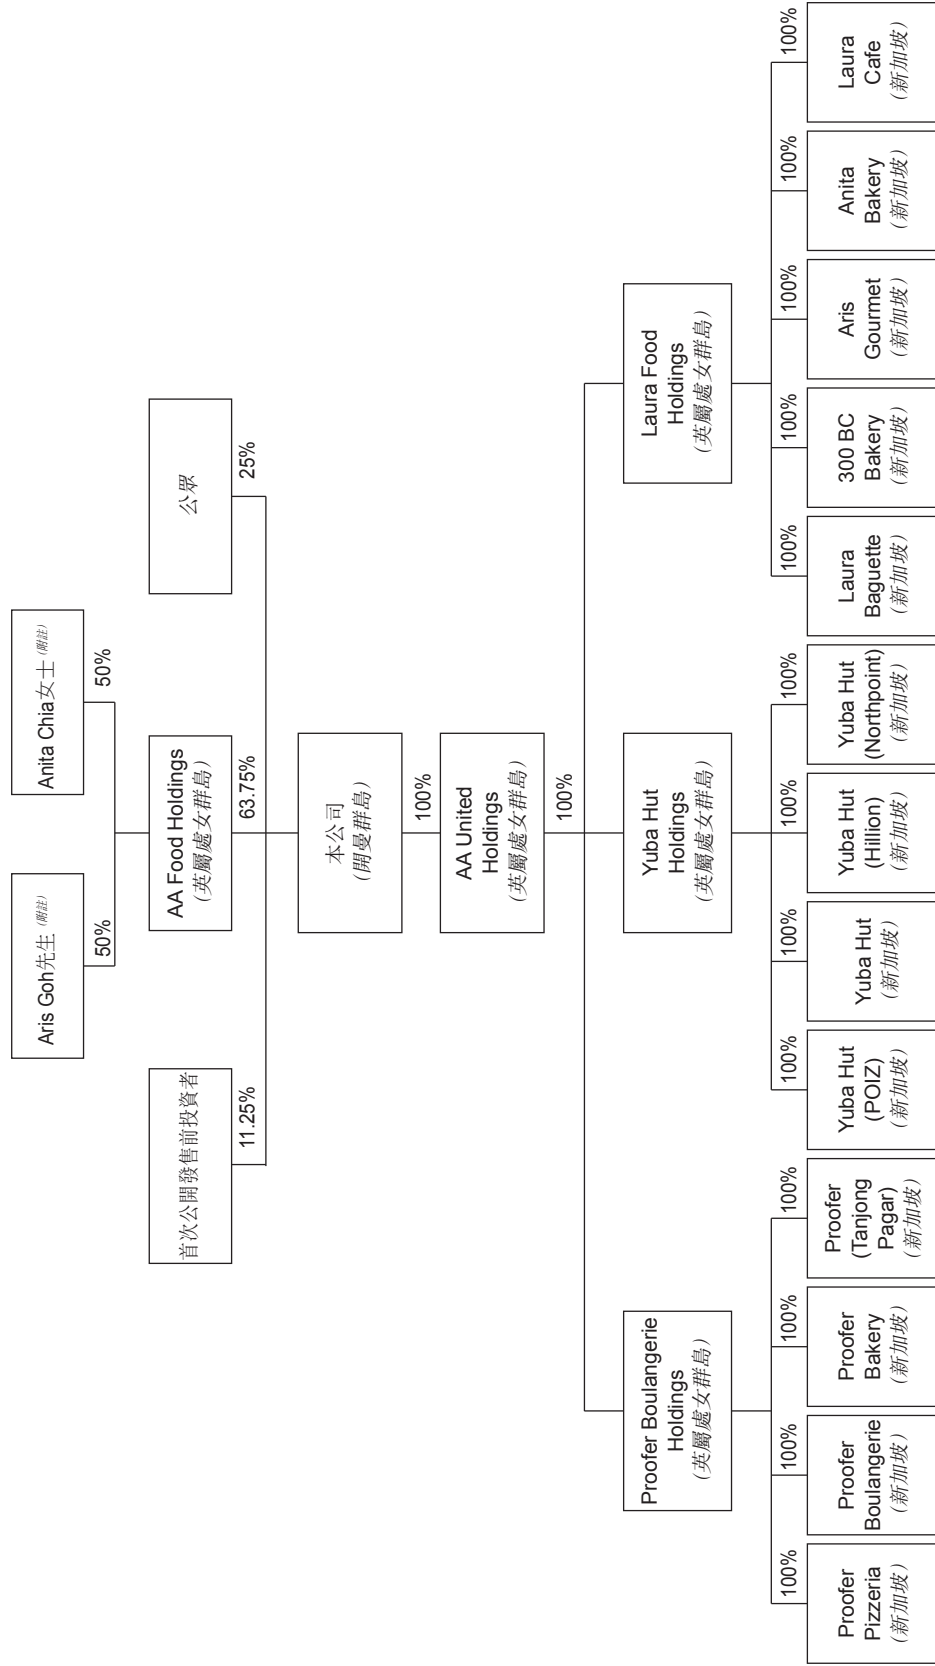 Aris Goh先生 (附註)
Anita Chia女士 (附註)
50%
50%
首次公開發售前投資者
AA Food Holdings
(英屬處女群島)
公眾
11.25%
63.75%
25%
本公司
(開曼群島)
100%
AA United
Holdings
(英屬處女群島)
100%
Proofer Boulangerie
Holdings
(英屬處女群島)
Yuba Hut
Holdings
(英屬處女群島)
Laura Food
Holdings
(英屬處女群島)
100%
100%
100%
100%
100%
100%
100%
100%
100%
100%
100%
100%
100%
Proofer
Pizzeria
(新加坡)
Proofer
Boulangerie
(新加坡)
Proofer
Bakery
(新加坡)
Proofer
(Tanjong
Pagar)
(新加坡)
Yuba Hut
(POIZ)
(新加坡)
Yuba Hut
(新加坡)
Yuba Hut
(Hillion)
(新加坡)
Yuba Hut
(Northpoint)
(新加坡)
Laura
Baguette
(新加坡)
300 BC
Bakery
(新加坡)
Aris
Gourmet
(新加坡)
Anita
Bakery
(新加坡)
Laura
Cafe
(新加坡)